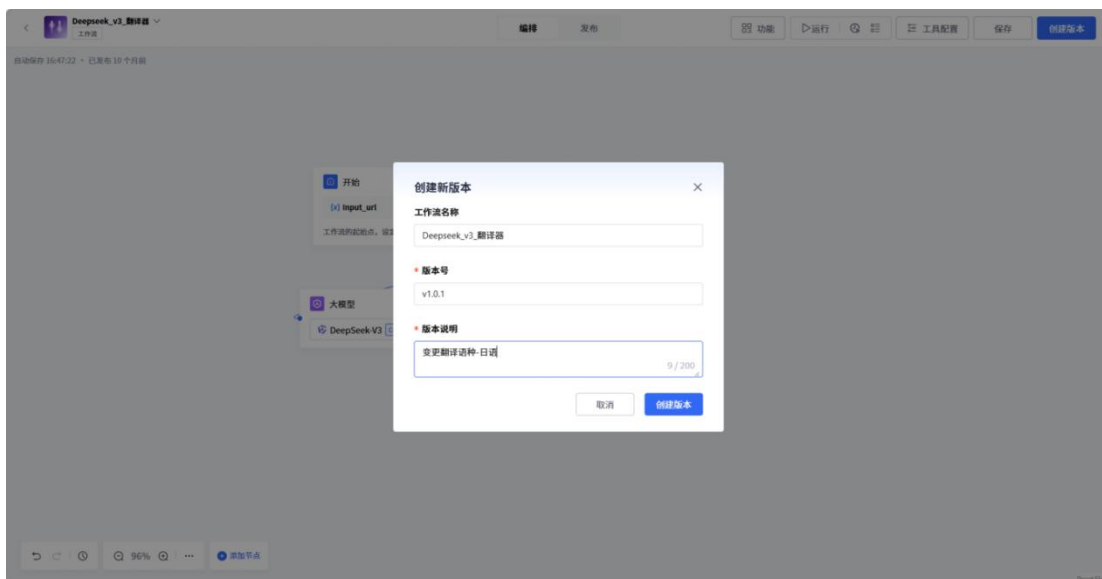 Deepseek_v3_翻译器
工作流
编排
发布
功能
运行
工具配置
保存
创建版本
自动保存 16:47:22 · 已发布 10 个月前
开始
{x} Input_url
工作流的起始点，设
大模型
DeepSeek-V3
创建新版本
工作流名称
Deepseek_v3_翻译器
* 版本号
v1.0.1
* 版本说明
变更翻译语种-日语
9 / 200
取消
创建版本
96%
添加节点